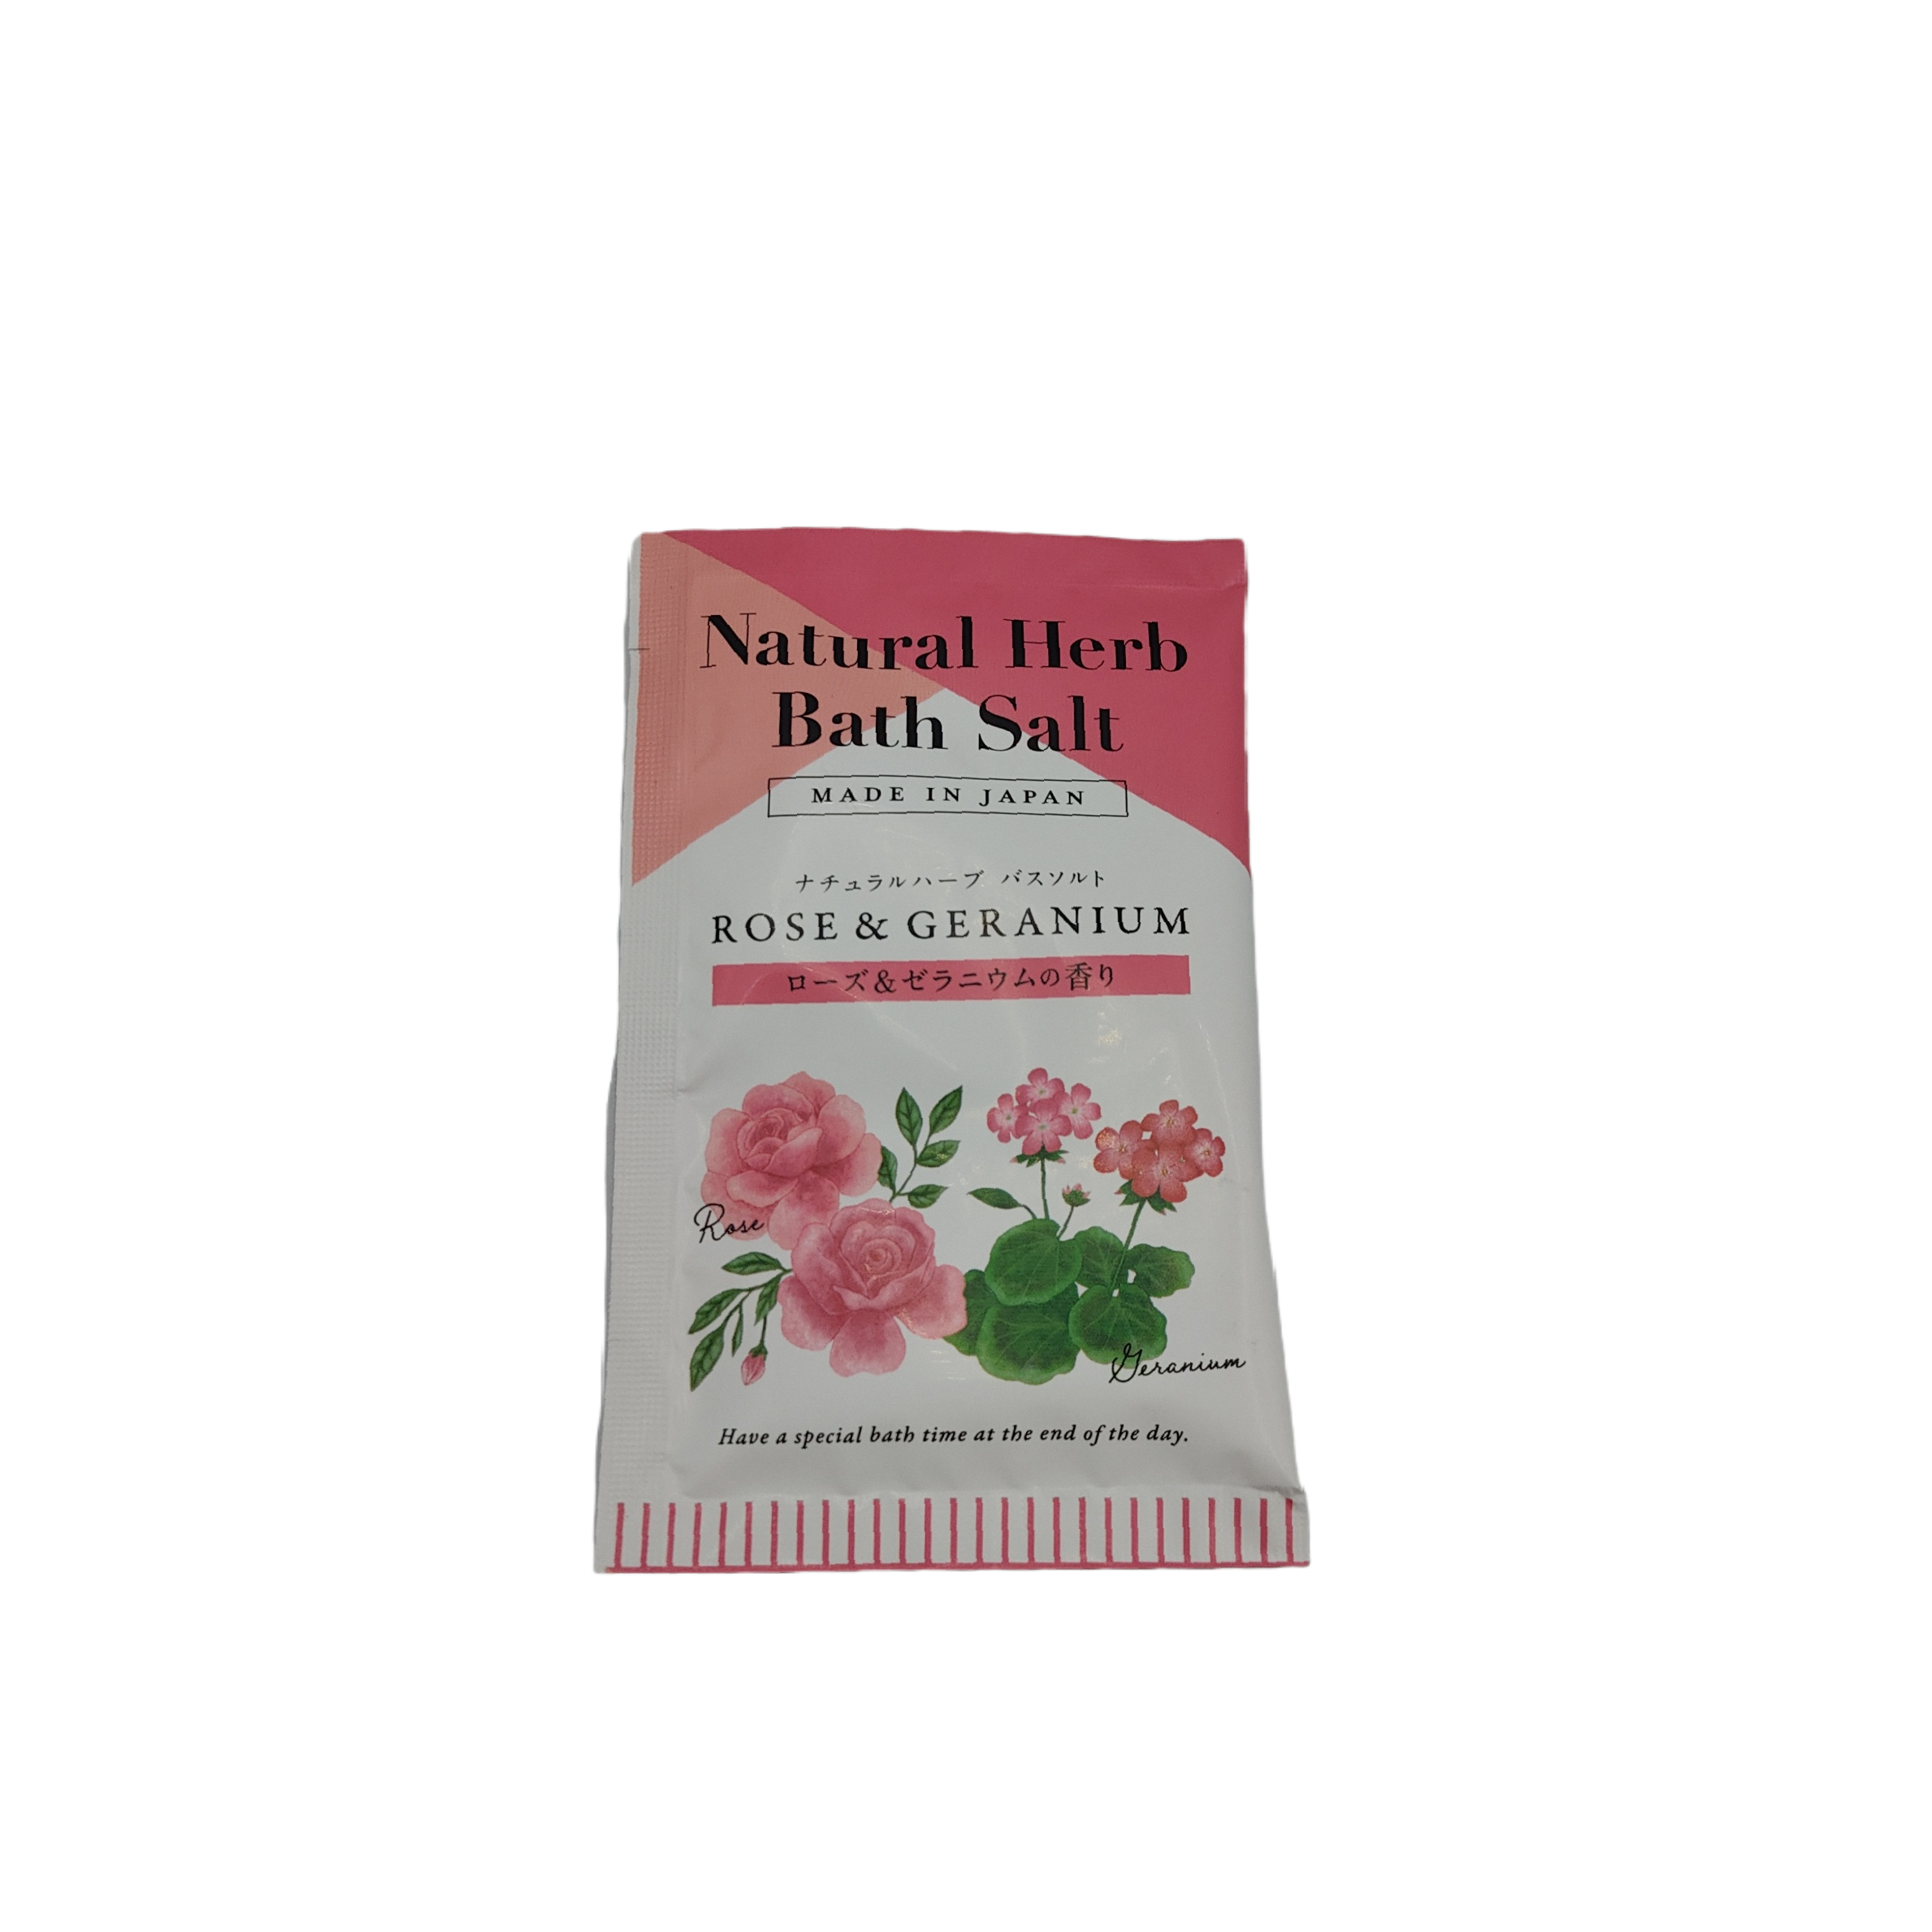 Natural Herb
Bath Salt
MADE IN JAPAN
ナチュラルハーブ バスソルト
ROSE & GERANIUM
ローズ&ゼラニウムの香り
Rose
Geranium
Have a special bath time at the end of the day.